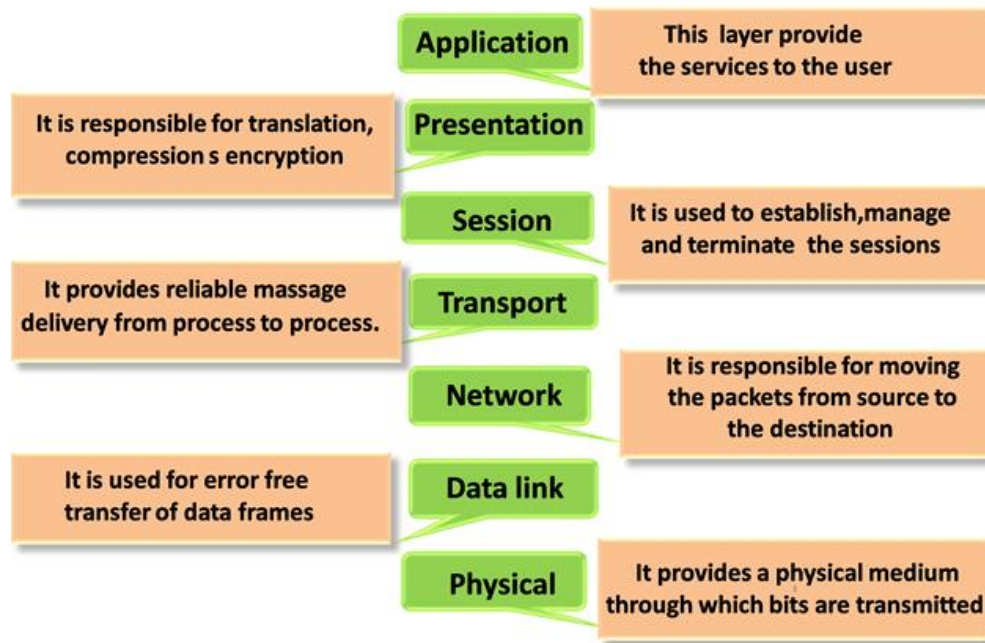 Application
This layer provide
the services to the user
Presentation
It is responsible for translation,
compression s encryption
Session
It is used to establish,manage
and terminate the sessions
Transport
It provides reliable massage
delivery from process to process.
Network
It is responsible for moving
the packets from source to
the destination
Data link
It is used for error free
transfer of data frames
Physical
It provides a physical medium
through which bits are transmitted